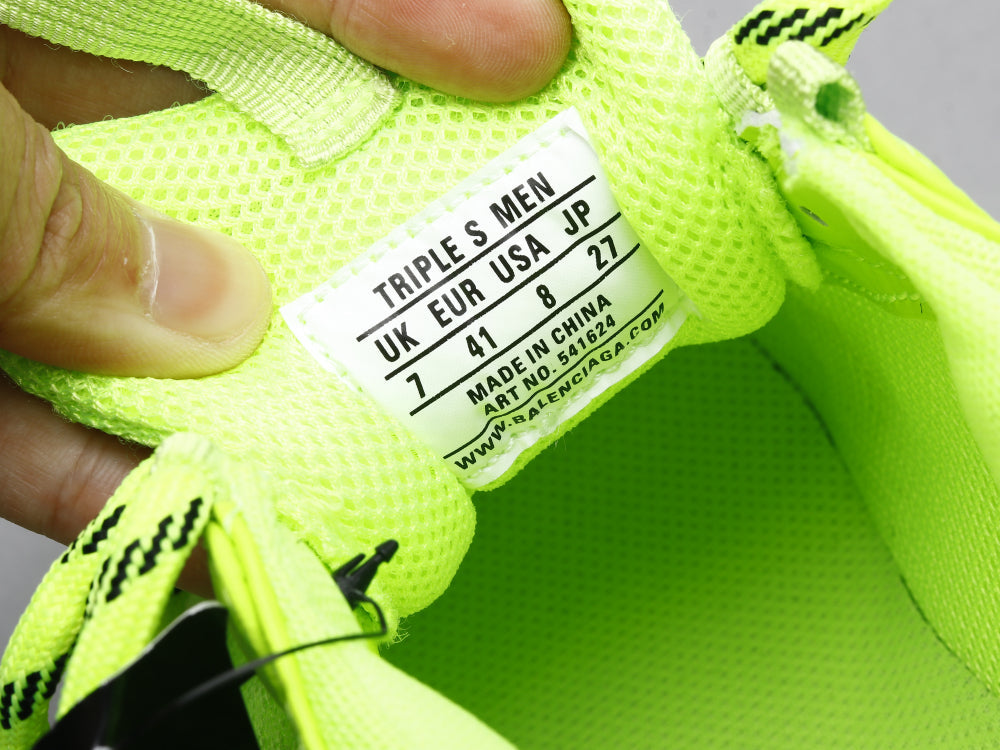 TRIPLE S MEN
UK EUR USA JP
7 41 8 27
MADE IN CHINA
ART NO. 541624
WWW.BALENCIAGA.COM